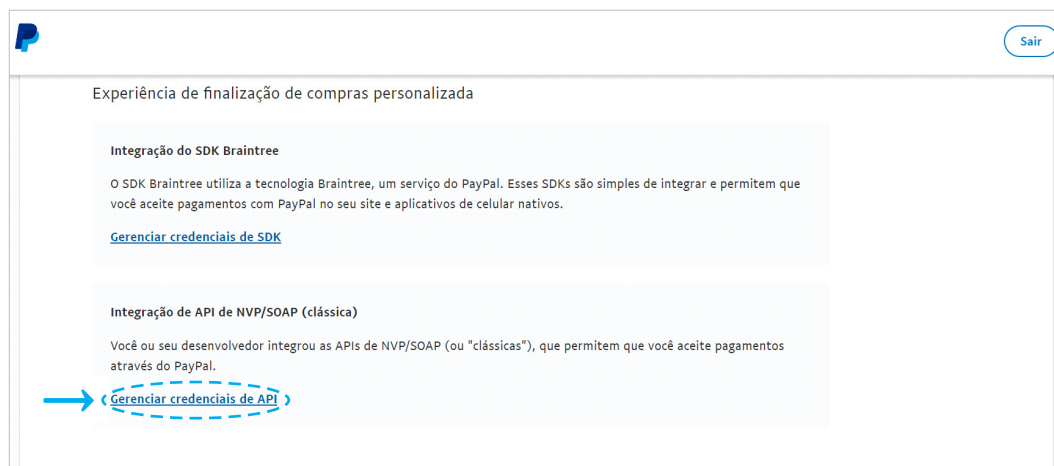 Sair
Experiência de finalização de compras personalizada
Integração do SDK Braintree
O SDK Braintree utiliza a tecnologia Braintree, um serviço do PayPal. Esses SDKs são simples de integrar e permitem que
você aceite pagamentos com PayPal no seu site e aplicativos de celular nativos.
Gerenciar credenciais de SDK
Integração de API de NVP/SOAP (clássica)
Você ou seu desenvolvedor integrou as APIs de NVP/SOAP (ou "clássicas"), que permitem que você aceite pagamentos
através do PayPal.
Gerenciar credenciais de API